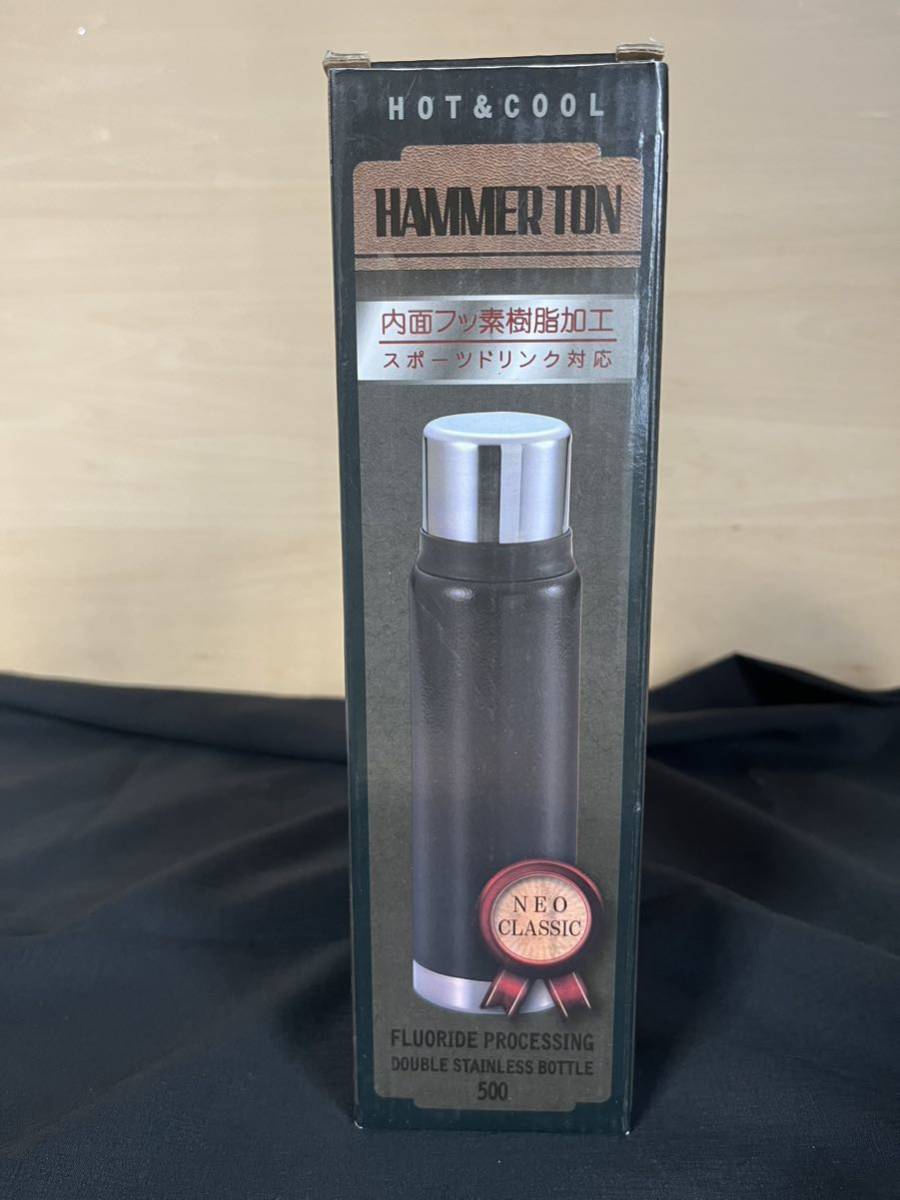 HOT&COOL
HAMMER TON
内面フッ素樹脂加工
スポーツドリンク対応
NEO
CLASSIC
FLUORIDE PROCESSING
DOUBLE STAINLESS BOTTLE
500